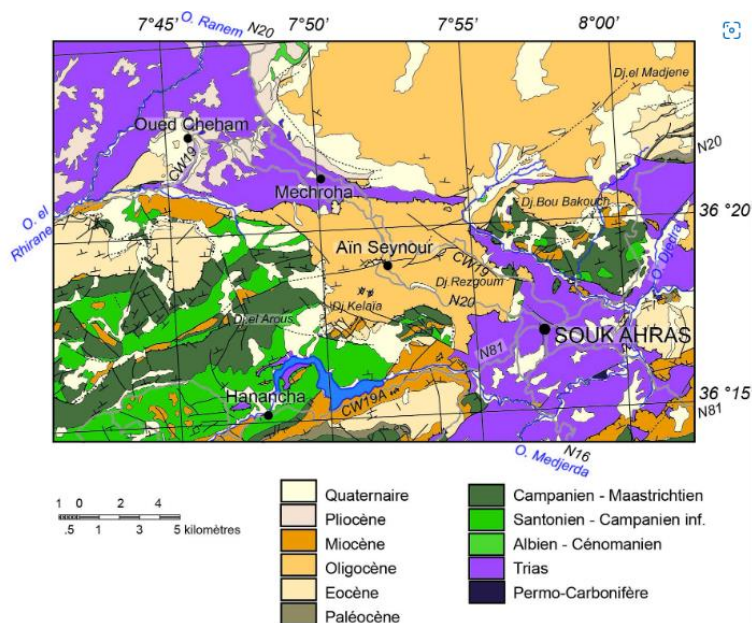 7°45' 7°50' 7°55' 8°00'
O. Ranem
N20
Dj.el Madjene
Oued Cheham
CW19
N20
Mechroha
Dj.Bou Bakouch
O. el
Rhirane
36°20
Aïn Seynour
CW19
O. Djedra
Dj.Rezgoum
N20
Dj.Kelaïa
Dj.el Arous
SOUK AHRAS
N81
Hanancha
CW19A
36°15
N81
O. Medjerda
N16
1 0 2 4
.5 1 3 5 kilomètres
Quaternaire
Pliocène
Miocène
Oligocène
Eocène
Paléocène
Campanien - Maastrichtien
Santonien - Campanien inf.
Albien - Cénomanien
Trias
Permo-Carbonifère